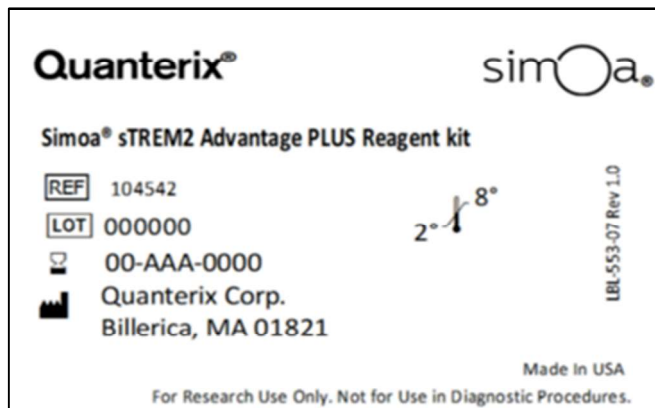 Quanterix®
simoa®
Simoa® sTREM2 Advantage PLUS Reagent kit
REF 104542
LOT 000000
00-AAA-0000
Quanterix Corp.
Billerica, MA 01821
2° 8°
LBL-553-07 Rev 1.0
Made In USA
For Research Use Only. Not for Use in Diagnostic Procedures.